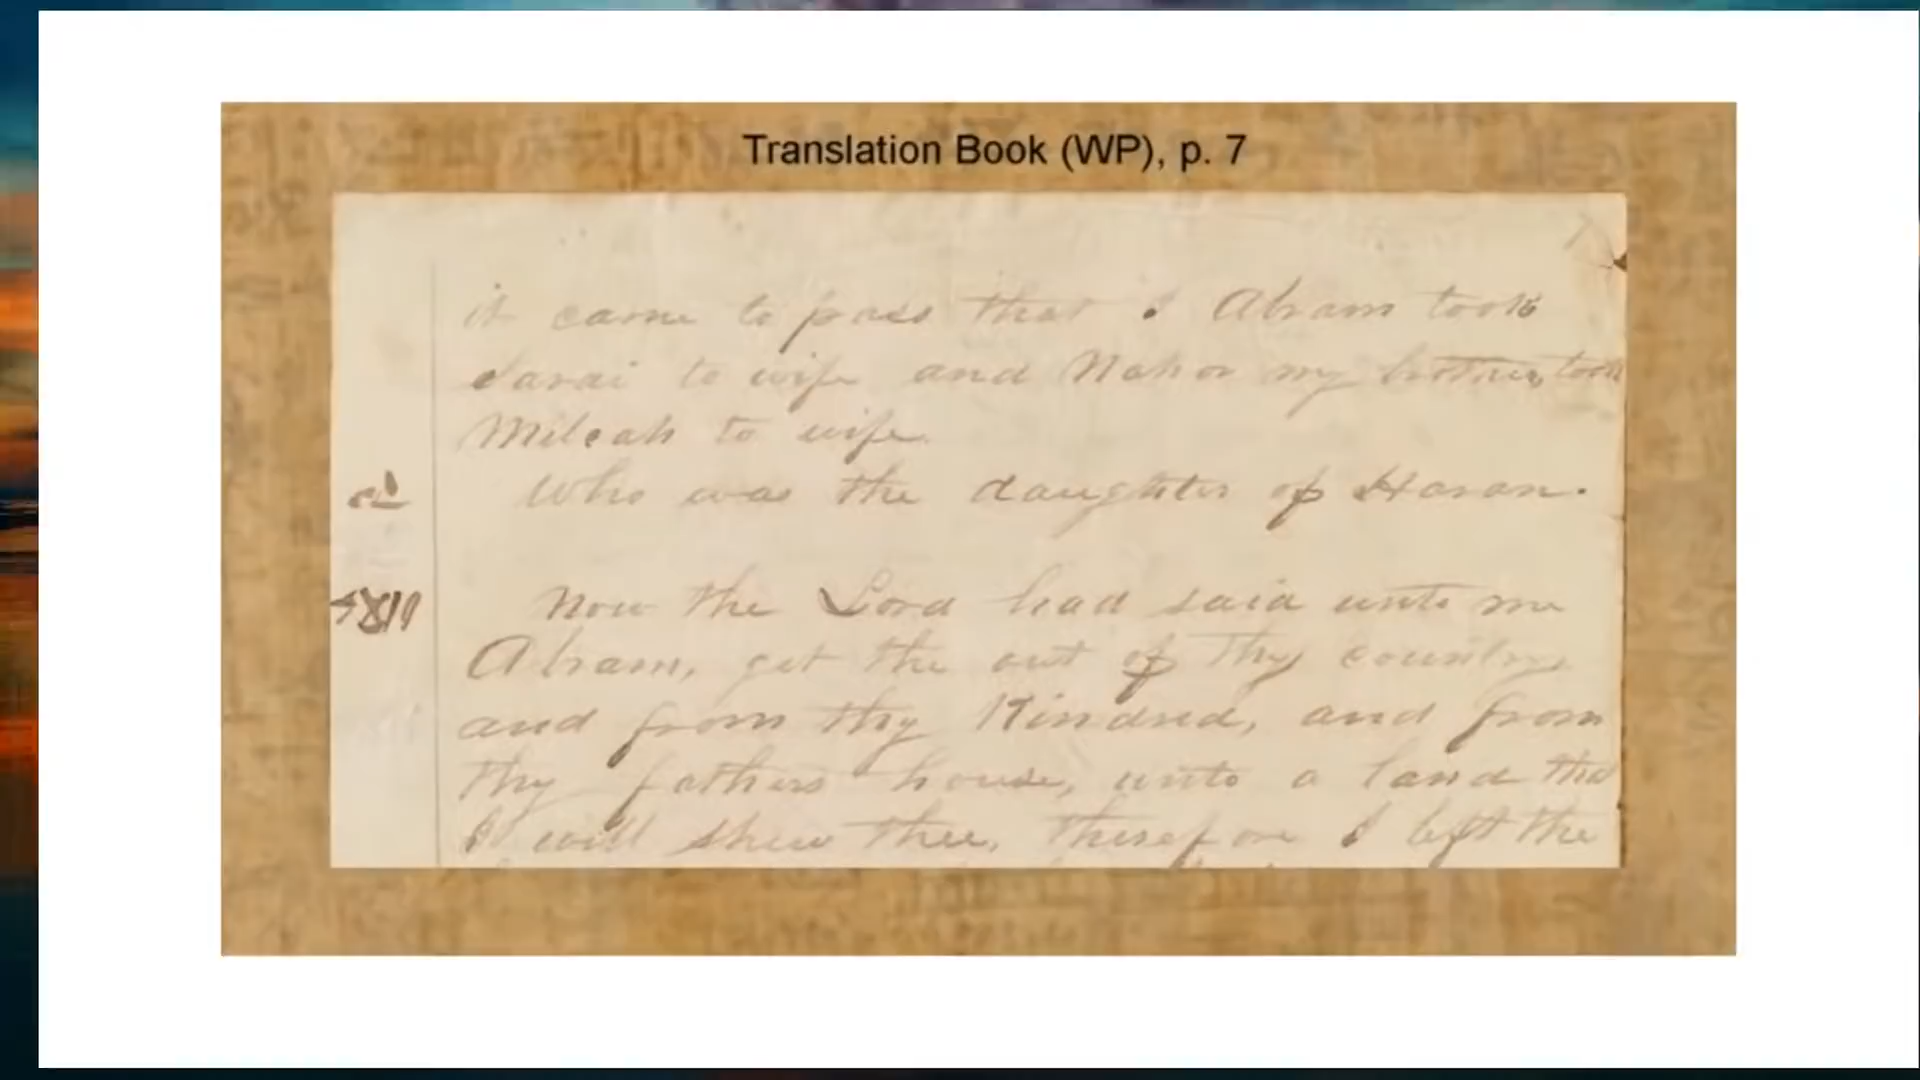 Translation Book (WP), p. 7
7
it came to pass that I Abram took
Sarai to wife and Nahor my brother took
Milcah to wife
Who was the daughter of Haran.
Now the Lord had said unto me
Abram, get the out of thy country
and from thy Kindred, and from
thy fathers house, unto a land that
I will shew thee, therefore I left the